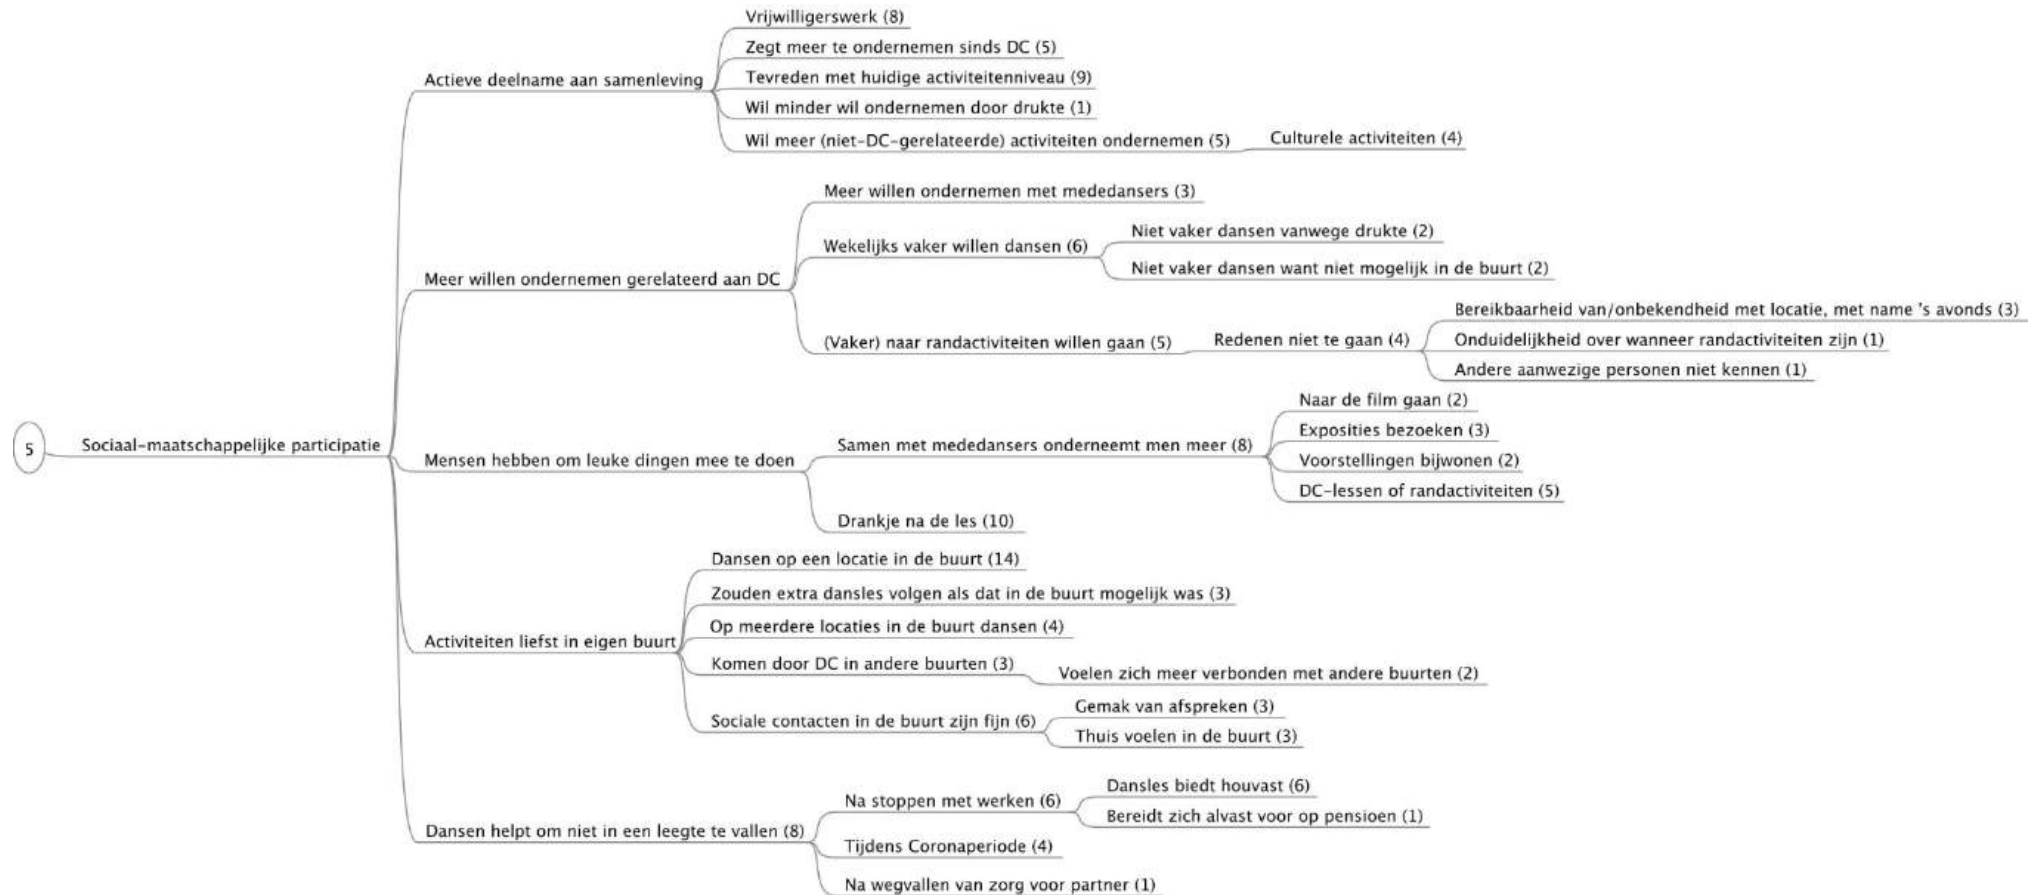 5
Sociaal-maatschappelijke participatie
Actieve deelname aan samenleving
Vrijwilligerswerk (8)
Zegt meer te ondernemen sinds DC (5)
Tevreden met huidige activiteitenniveau (9)
Wil minder wil ondernemen door drukte (1)
Wil meer (niet-DC-gerelateerde) activiteiten ondernemen (5)
Culturele activiteiten (4)
Meer willen ondernemen gerelateerd aan DC
Meer willen ondernemen met mededansers (3)
Wekelijks vaker willen dansen (6)
Niet vaker dansen vanwege drukte (2)
Niet vaker dansen want niet mogelijk in de buurt (2)
(Vaker) naar randactiviteiten willen gaan (5)
Redenen niet te gaan (4)
Bereikbaarheid van/onbekendheid met locatie, met name 's avonds (3)
Onduidelijkheid over wanneer randactiviteiten zijn (1)
Andere aanwezige personen niet kennen (1)
Mensen hebben om leuke dingen mee te doen
Samen met mededansers onderneemt men meer (8)
Naar de film gaan (2)
Exposities bezoeken (3)
Voorstellingen bijwonen (2)
DC-lessen of randactiviteiten (5)
Drankje na de les (10)
Activiteiten liefst in eigen buurt
Dansen op een locatie in de buurt (14)
Zouden extra dansles volgen als dat in de buurt mogelijk was (3)
Op meerdere locaties in de buurt dansen (4)
Komen door DC in andere buurten (3)
Voelen zich meer verbonden met andere buurten (2)
Sociale contacten in de buurt zijn fijn (6)
Gemak van afspreken (3)
Thuis voelen in de buurt (3)
Dansen helpt om niet in een leegte te vallen (8)
Na stoppen met werken (6)
Dansles biedt houvast (6)
Bereidt zich alvast voor op pensioen (1)
Tijdens Coronaperiode (4)
Na wegvallen van zorg voor partner (1)